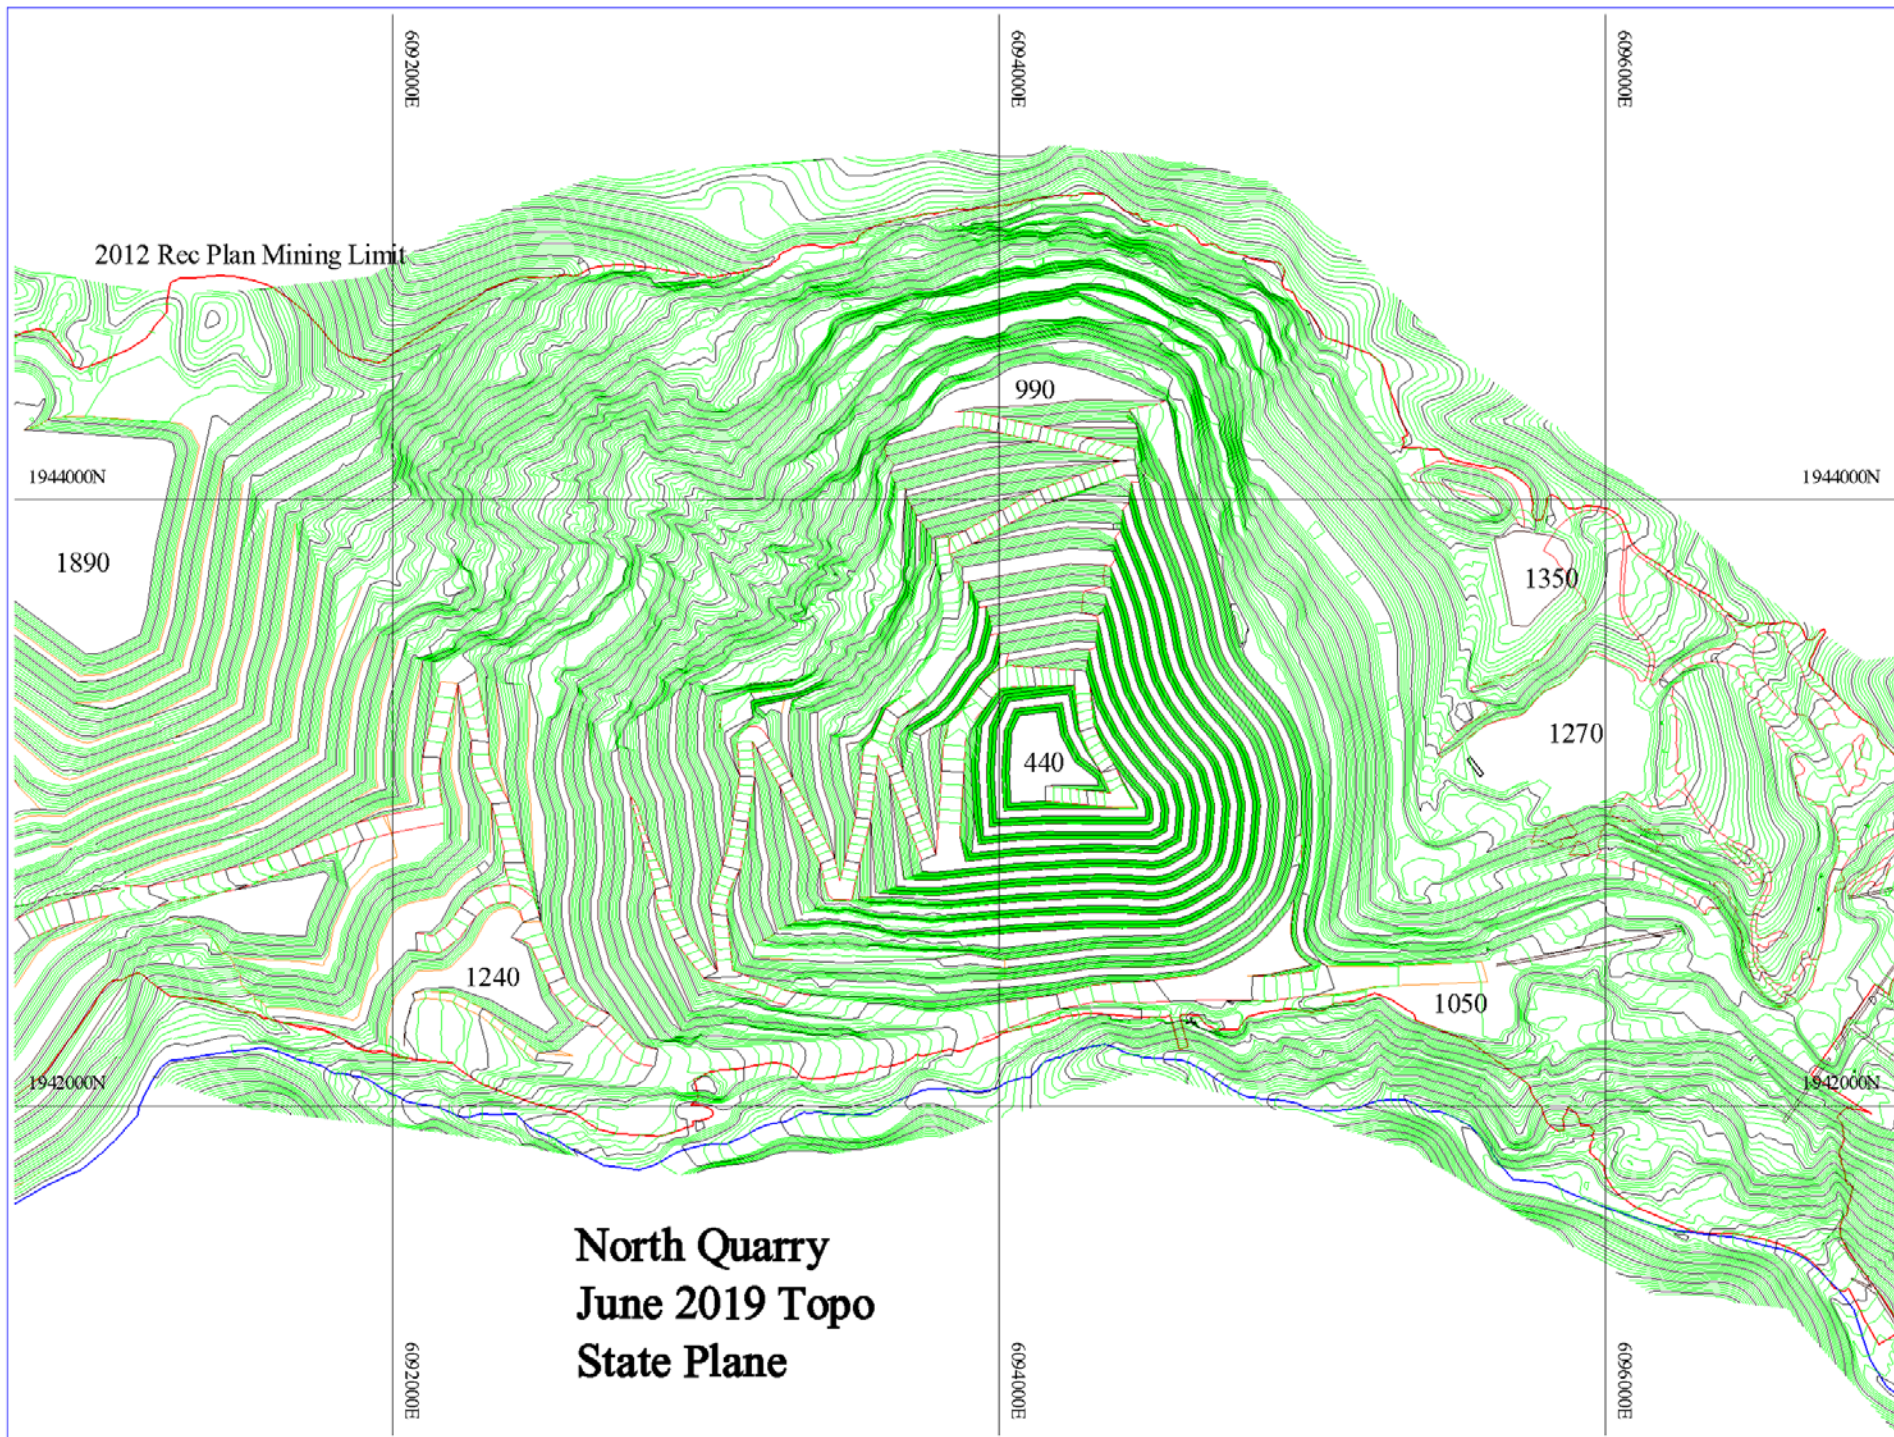 6092000E
6094000E
6096000E
2012 Rec Plan Mining Limit
990
1944000N
1944000N
1890
1350
1270
440
1240
1050
1942000N
1942000N
North Quarry
June 2019 Topo
State Plane
6092000E
6094000E
6096000E